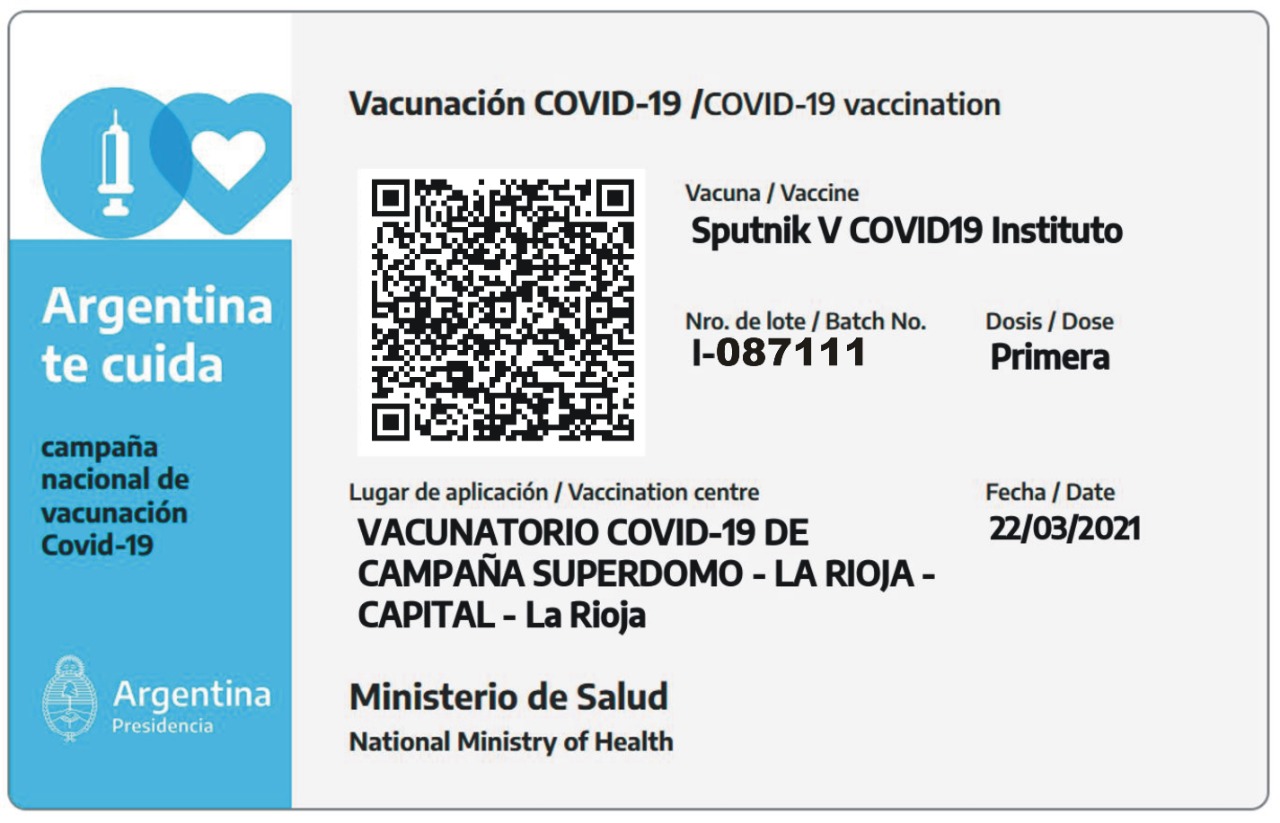 Vacunación COVID-19 /COVID-19 vaccination
Vacuna / Vaccine
Sputnik V COVID19 Instituto
Nro. de lote / Batch No.
I-087111
Dosis / Dose
Primera
Lugar de aplicación / Vaccination centre
VACUNATORIO COVID-19 DE
CAMPAÑA SUPERDOMO - LA RIOJA -
CAPITAL - La Rioja
Fecha / Date
22/03/2021
Ministerio de Salud
National Ministry of Health
Argentina
te cuida
campaña
nacional de
vacunación
Covid-19
Argentina
Presidencia